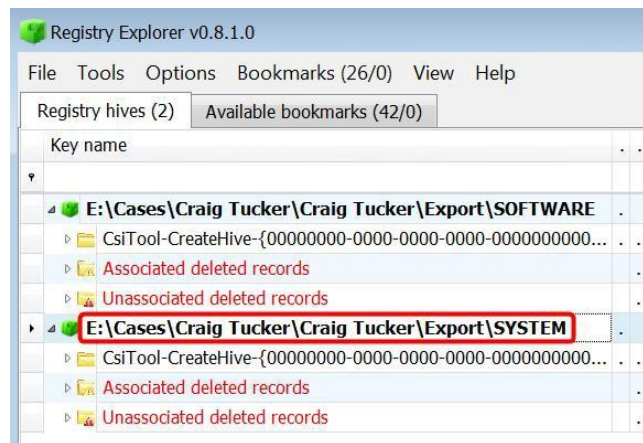 Registry Explorer v0.8.1.0
File Tools Options Bookmarks (26/0) View Help
Registry hives (2) Available bookmarks (42/0)
Key name . .
E:\Cases\Craig Tucker\Craig Tucker\Export\SOFTWARE .
CsiTool-CreateHive-{00000000-0000-0000-0000-0000000000... . .
Associated deleted records .
Unassociated deleted records .
E:\Cases\Craig Tucker\Craig Tucker\Export\SYSTEM .
CsiTool-CreateHive-{00000000-0000-0000-0000-0000000000... . .
Associated deleted records .
Unassociated deleted records .